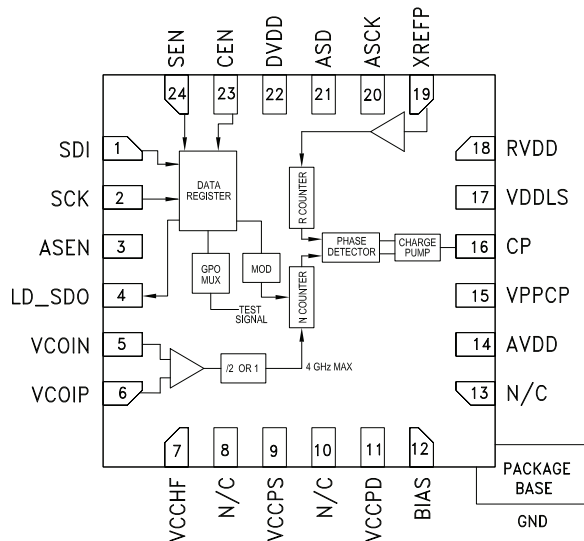 SEN
CEN
DVDD
ASD
ASCK
XREFP
24
23
22
21
20
19
SDI
1
SCK
2
ASEN
3
LD_SDO
4
VCOIN
5
VCOIP
6
DATA
REGISTER
R COUNTER
PHASE
DETECTOR
CHARGE
PUMP
GPO
MUX
MOD
N COUNTER
TEST
SIGNAL
/2 OR 1
4 GHz MAX
18
RVDD
17
VDDLS
16
CP
15
VPPCP
14
AVDD
13
N/C
7
8
9
10
11
12
VCCHF
N/C
VCCPS
N/C
VCCPD
BIAS
PACKAGE
BASE
GND